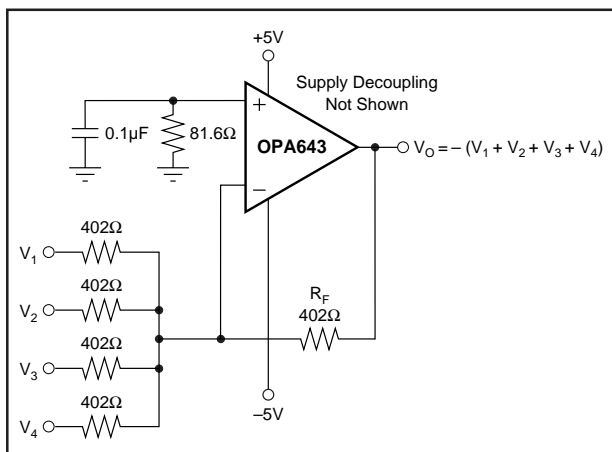 +5V
Supply Decoupling
Not Shown
+
0.1µF
81.6Ω
OPA643
V_O = – (V_1 + V_2 + V_3 + V_4)
–
402Ω
V_1
402Ω
V_2
R_F
402Ω
402Ω
V_3
402Ω
V_4
–5V